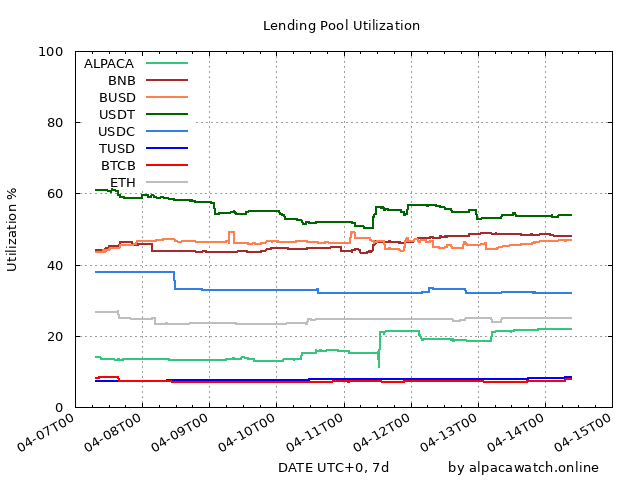 Lending Pool Utilization
100
80
60
40
20
0
Utilization %
ALPACA
BNB
BUSD
USDT
USDC
TUSD
BTCB
ETH
04-07T00
04-08T00
04-09T00
04-10T00
04-11T00
04-12T00
04-13T00
04-14T00
04-15T00
DATE UTC+0, 7d
by alpacawatch.online